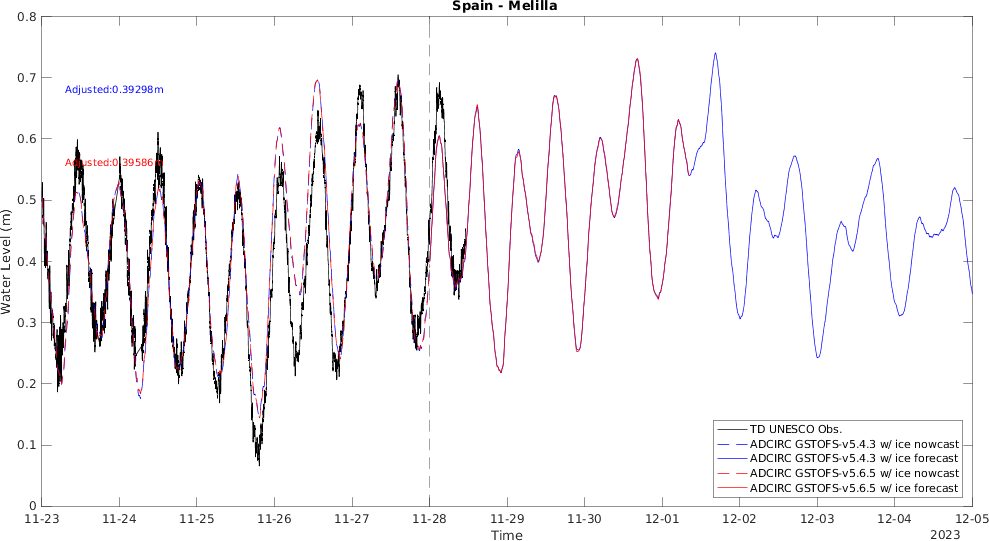 Spain - Melilla
0.8
0.7
0.6
0.5
0.4
0.3
0.2
0.1
0
Water Level (m)
Adjusted:0.39298m
Adjusted:0.39586m
TD UNESCO Obs.
ADCIRC GSTOFS-v5.4.3 w/ ice nowcast
ADCIRC GSTOFS-v5.4.3 w/ ice forecast
ADCIRC GSTOFS-v5.6.5 w/ ice nowcast
ADCIRC GSTOFS-v5.6.5 w/ ice forecast
11-23 11-24 11-25 11-26 11-27 11-28 11-29 11-30 12-01 12-02 12-03 12-04 12-05
Time
2023